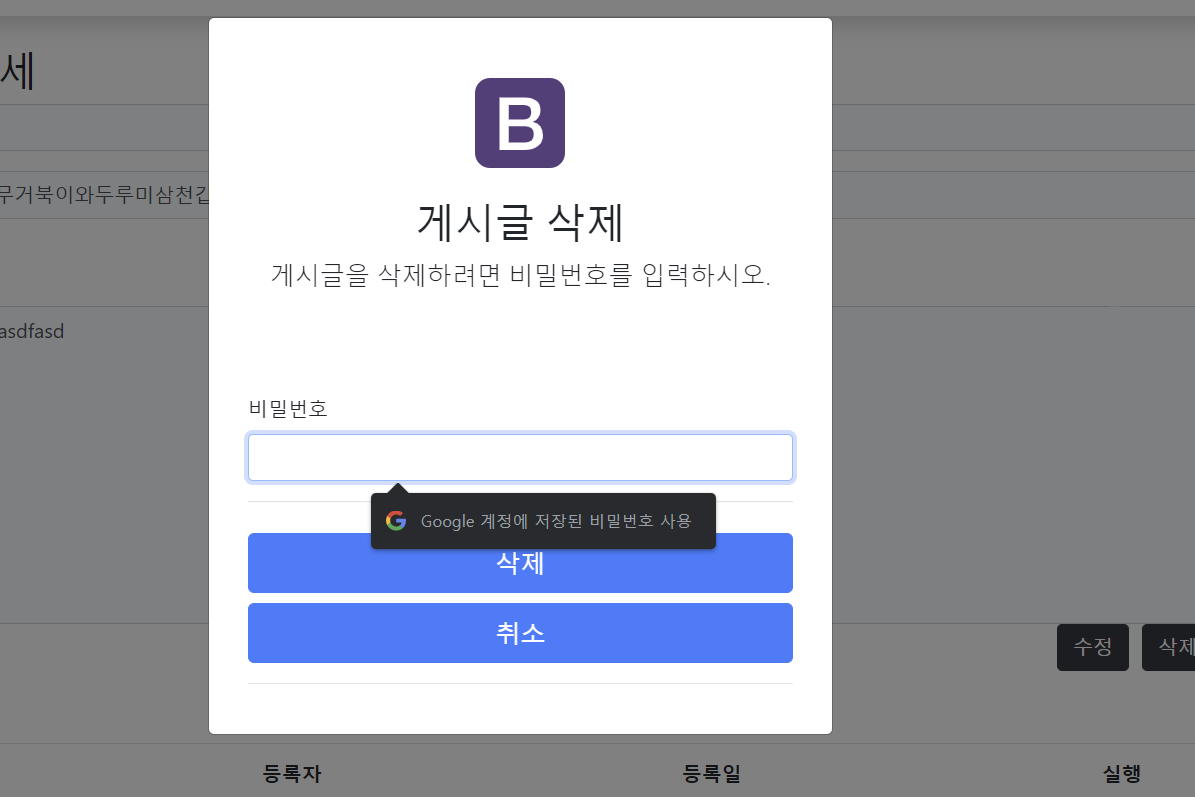 세
B
무거북이와두루미삼천갑
게시글 삭제
게시글을 삭제하려면 비밀번호를 입력하시오.
asdfasd
비밀번호
Google 계정에 저장된 비밀번호 사용
삭제
취소
수정 삭제
등록자 등록일 실행